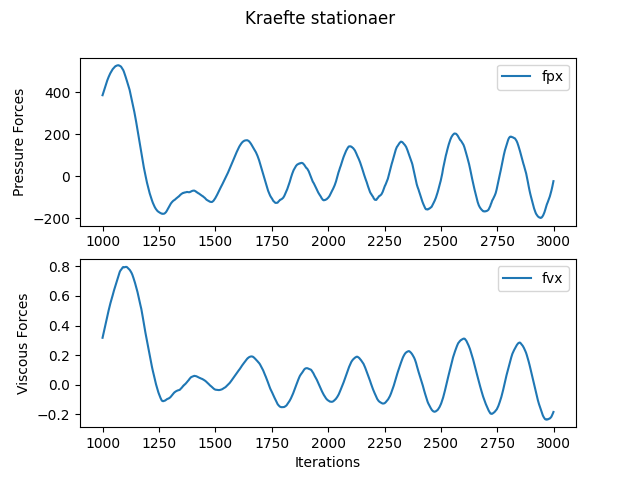 Kraefte stationaer
fpx
Pressure Forces
400
200
0
−200
1000 1250 1500 1750 2000 2250 2500 2750 3000
fvx
Viscous Forces
0.8
0.6
0.4
0.2
0.0
−0.2
1000 1250 1500 1750 2000 2250 2500 2750 3000
Iterations